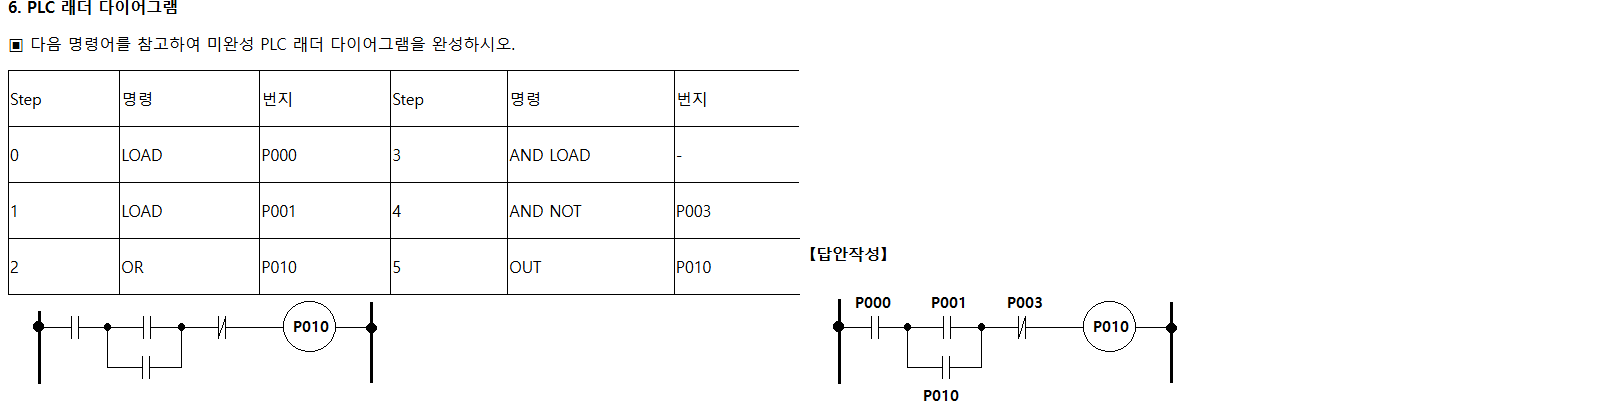 6. PLC 래더 다이어그램
▣ 다음 명령어를 참고하여 미완성 PLC 래더 다이어그램을 완성하시오.
Step 명령 번지 Step 명령 번지
0 LOAD P000 3 AND LOAD -
1 LOAD P001 4 AND NOT P003
2 OR P010 5 OUT P010
P010
【답안작성】
P000 P001 P003
P010
P010